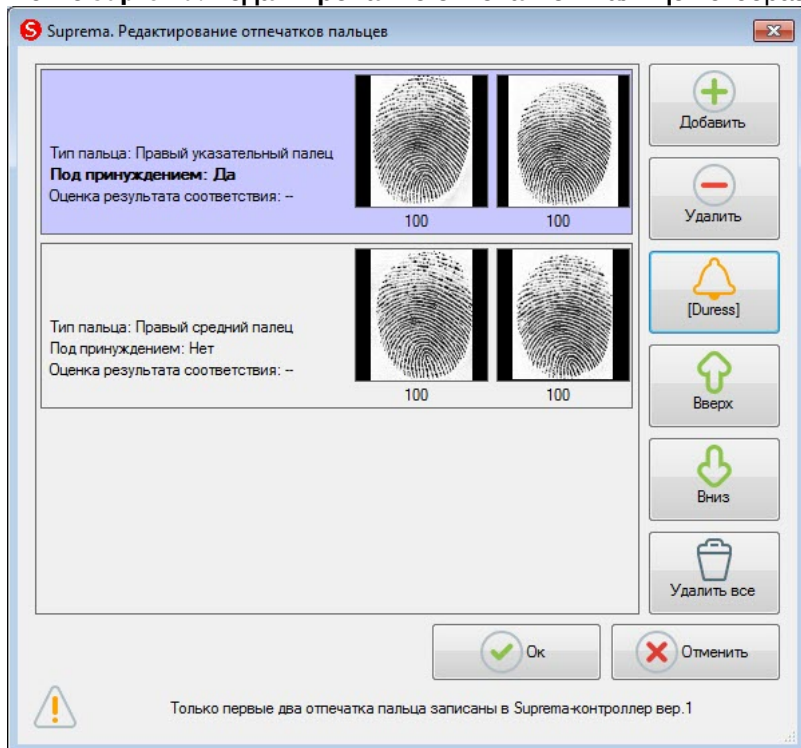 Suprema. Редактирование отпечатков пальцев
Тип пальца: Правый указательный палец
Под принуждением: Да
Оценка результата соответствия: --
100 100
Тип пальца: Правый средний палец
Под принуждением: Нет
Оценка результата соответствия: --
100 100
Добавить
Удалить
[Duress]
Вверх
Вниз
Удалить все
Ок
Отменить
Только первые два отпечатка пальца записаны в Suprema-контроллер вер.1